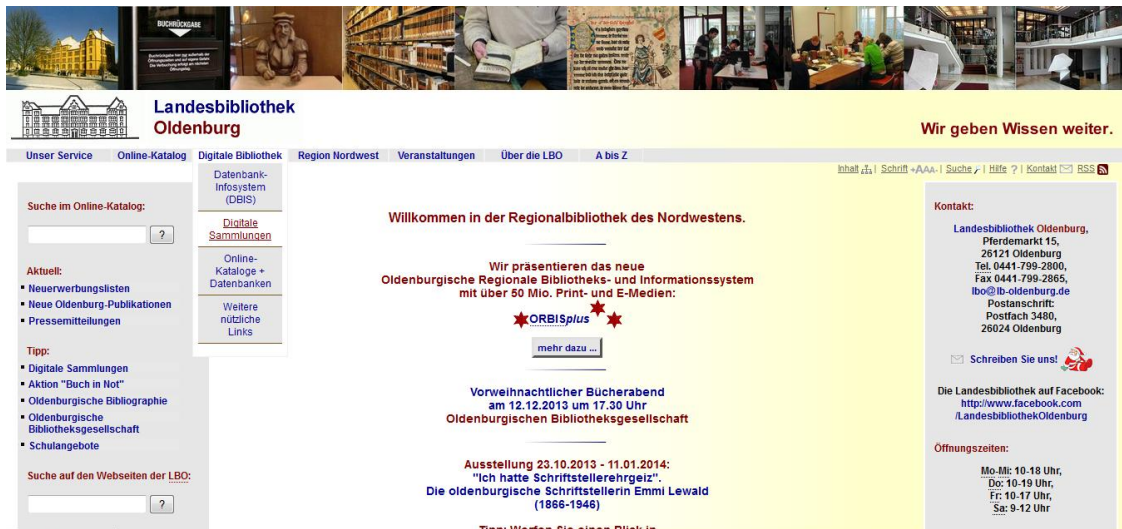 BUCHRÜCKGABE
Landesbibliothek
Oldenburg
Wir geben Wissen weiter.
Unser Service Online-Katalog Digitale Bibliothek Region Nordwest Veranstaltungen Über die LBO A bis Z
Inhalt | Schrift +AAA- | Suche | Hilfe ? | Kontakt RSS
Suche im Online-Katalog:
?
Aktuell:
Neuerwerbungslisten
Neue Oldenburg-Publikationen
Pressemitteilungen
Tipp:
Digitale Sammlungen
Aktion "Buch in Not"
Oldenburgische Bibliographie
Oldenburgische
Bibliotheksgesellschaft
Schulangebote
Suche auf den Webseiten der LBO:
?
Datenbank-
Infosystem
(DBIS)
Digitale
Sammlungen
Online-
Kataloge +
Datenbanken
Weitere
nützliche
Links
Willkommen in der Regionalbibliothek des Nordwestens.
Wir präsentieren das neue
Oldenburgische Regionale Bibliotheks- und Informationssystem
mit über 50 Mio. Print- und E-Medien:
ORBISplus
mehr dazu ...
Vorweihnachtlicher Bücherabend
am 12.12.2013 um 17.30 Uhr
Oldenburgischen Bibliotheksgesellschaft
Ausstellung 23.10.2013 - 11.01.2014:
"Ich hatte Schriftstellerehrgeiz".
Die oldenburgische Schriftstellerin Emmi Lewald
(1866-1946)
Tipp: Werfen Sie einen Blick in
Kontakt:
Landesbibliothek Oldenburg,
Pferdemarkt 15,
26121 Oldenburg
Tel. 0441-799-2800,
Fax 0441-799-2865,
lbo@lb-oldenburg.de
Postanschrift:
Postfach 3480,
26024 Oldenburg
Schreiben Sie uns!
Die Landesbibliothek auf Facebook:
http://www.facebook.com
/LandesbibliothekOldenburg
Öffnungszeiten:
Mo-Mi: 10-18 Uhr,
Do: 10-19 Uhr,
Fr: 10-17 Uhr,
Sa: 9-12 Uhr